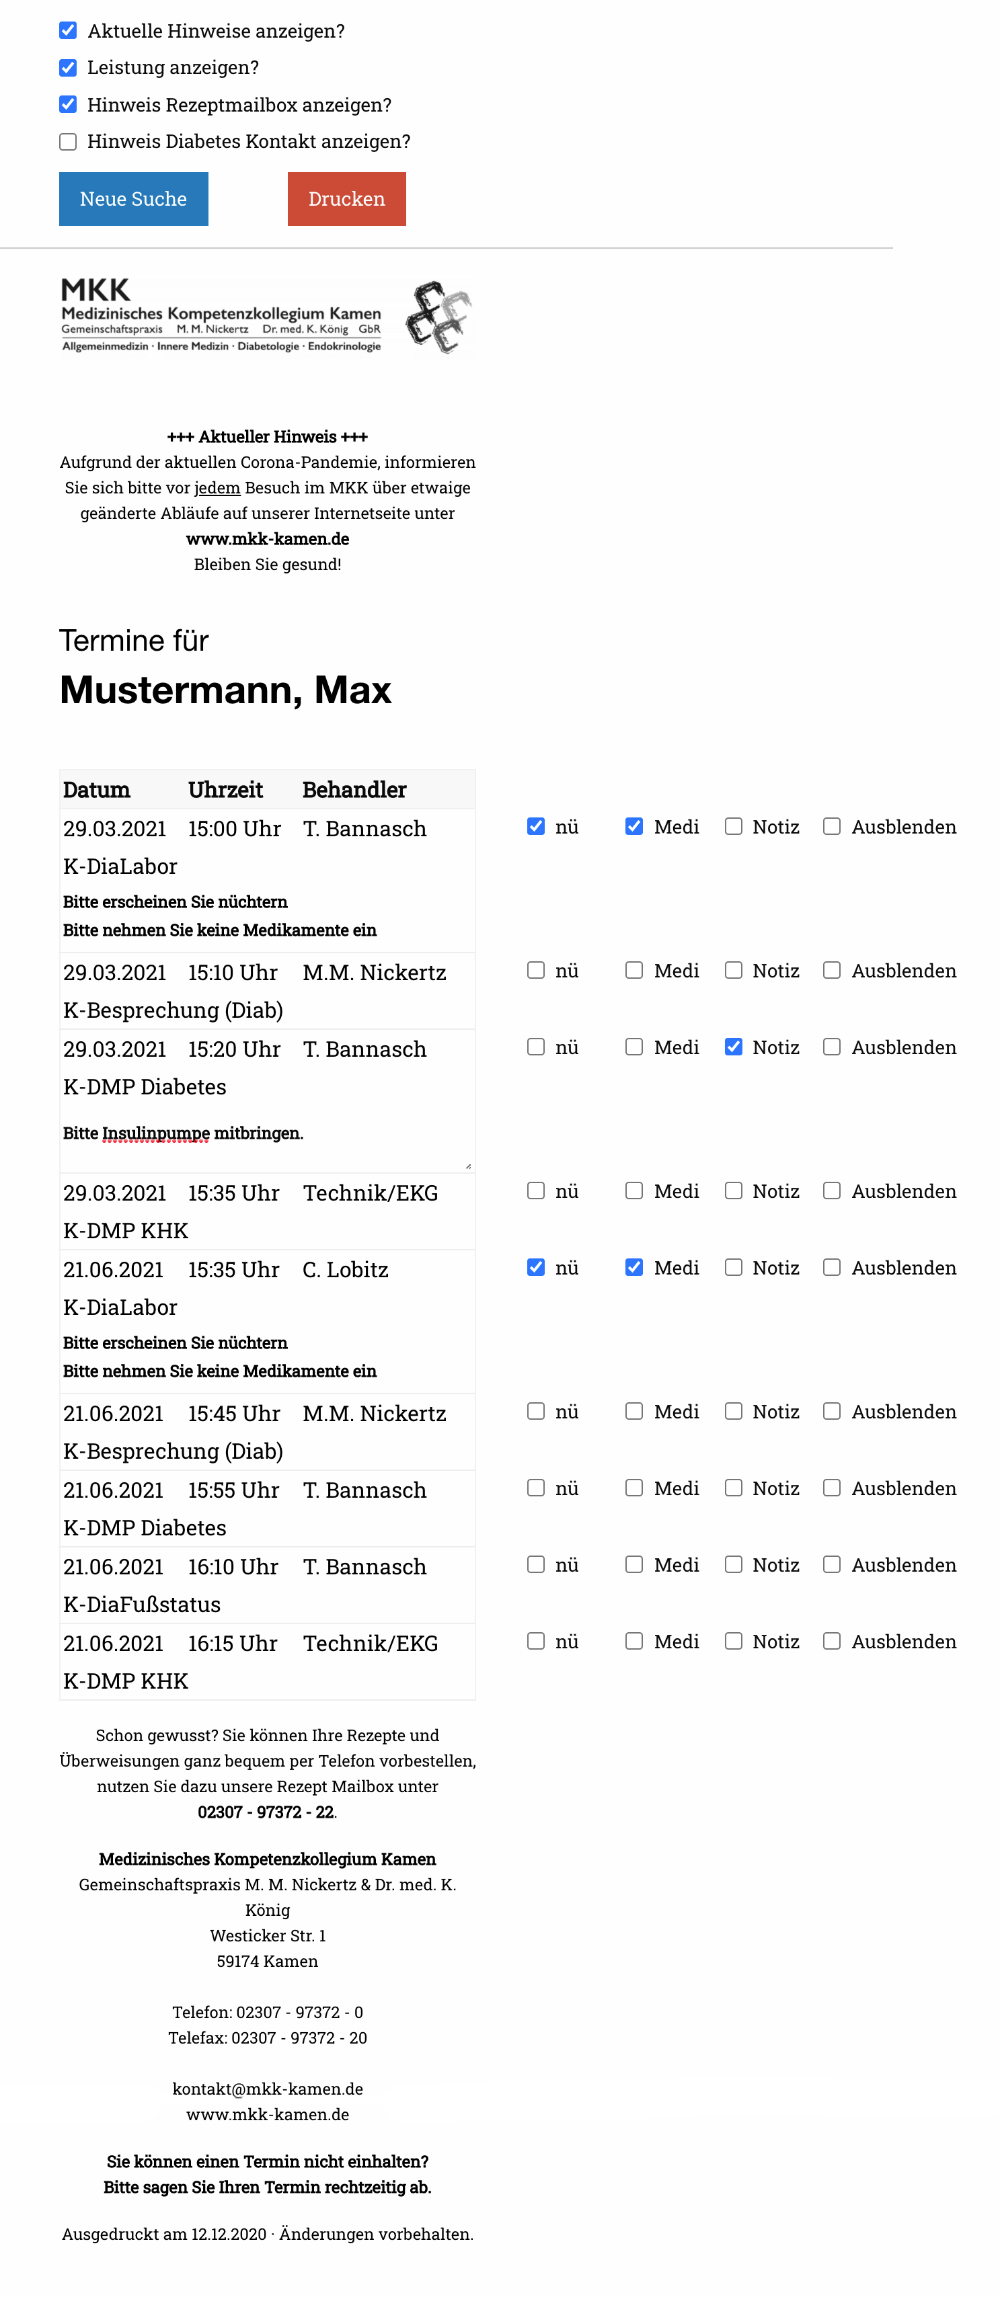 Aktuelle Hinweise anzeigen?
Leistung anzeigen?
Hinweis Rezeptmailbox anzeigen?
Hinweis Diabetes Kontakt anzeigen?
Neue Suche Drucken
MKK
Medizinisches Kompetenzkollegium Kamen
Gemeinschaftspraxis M. M. Nickertz Dr. med. K. König GbR
Allgemeinmedizin · Innere Medizin · Diabetologie · Endokrinologie
+++ Aktueller Hinweis +++
Aufgrund der aktuellen Corona-Pandemie, informieren
Sie sich bitte vor jedem Besuch im MKK über etwaige
geänderte Abläufe auf unserer Internetseite unter
www.mkk-kamen.de
Bleiben Sie gesund!
Termine für
Mustermann, Max
Datum Uhrzeit Behandler
29.03.2021 15:00 Uhr T. Bannasch nü Medi Notiz Ausblenden
K-DiaLabor
Bitte erscheinen Sie nüchtern
Bitte nehmen Sie keine Medikamente ein
29.03.2021 15:10 Uhr M.M. Nickertz nü Medi Notiz Ausblenden
K-Besprechung (Diab)
29.03.2021 15:20 Uhr T. Bannasch nü Medi Notiz Ausblenden
K-DMP Diabetes
Bitte Insulinpumpe mitbringen.
29.03.2021 15:35 Uhr Technik/EKG nü Medi Notiz Ausblenden
K-DMP KHK
21.06.2021 15:35 Uhr C. Lobitz nü Medi Notiz Ausblenden
K-DiaLabor
Bitte erscheinen Sie nüchtern
Bitte nehmen Sie keine Medikamente ein
21.06.2021 15:45 Uhr M.M. Nickertz nü Medi Notiz Ausblenden
K-Besprechung (Diab)
21.06.2021 15:55 Uhr T. Bannasch nü Medi Notiz Ausblenden
K-DMP Diabetes
21.06.2021 16:10 Uhr T. Bannasch nü Medi Notiz Ausblenden
K-DiaFußstatus
21.06.2021 16:15 Uhr Technik/EKG nü Medi Notiz Ausblenden
K-DMP KHK
Schon gewusst? Sie können Ihre Rezepte und
Überweisungen ganz bequem per Telefon vorbestellen,
nutzen Sie dazu unsere Rezept Mailbox unter
02307 - 97372 - 22.
Medizinisches Kompetenzkollegium Kamen
Gemeinschaftspraxis M. M. Nickertz & Dr. med. K.
König
Westicker Str. 1
59174 Kamen
Telefon: 02307 - 97372 - 0
Telefax: 02307 - 97372 - 20
kontakt@mkk-kamen.de
www.mkk-kamen.de
Sie können einen Termin nicht einhalten?
Bitte sagen Sie Ihren Termin rechtzeitig ab.
Ausgedruckt am 12.12.2020 · Änderungen vorbehalten.